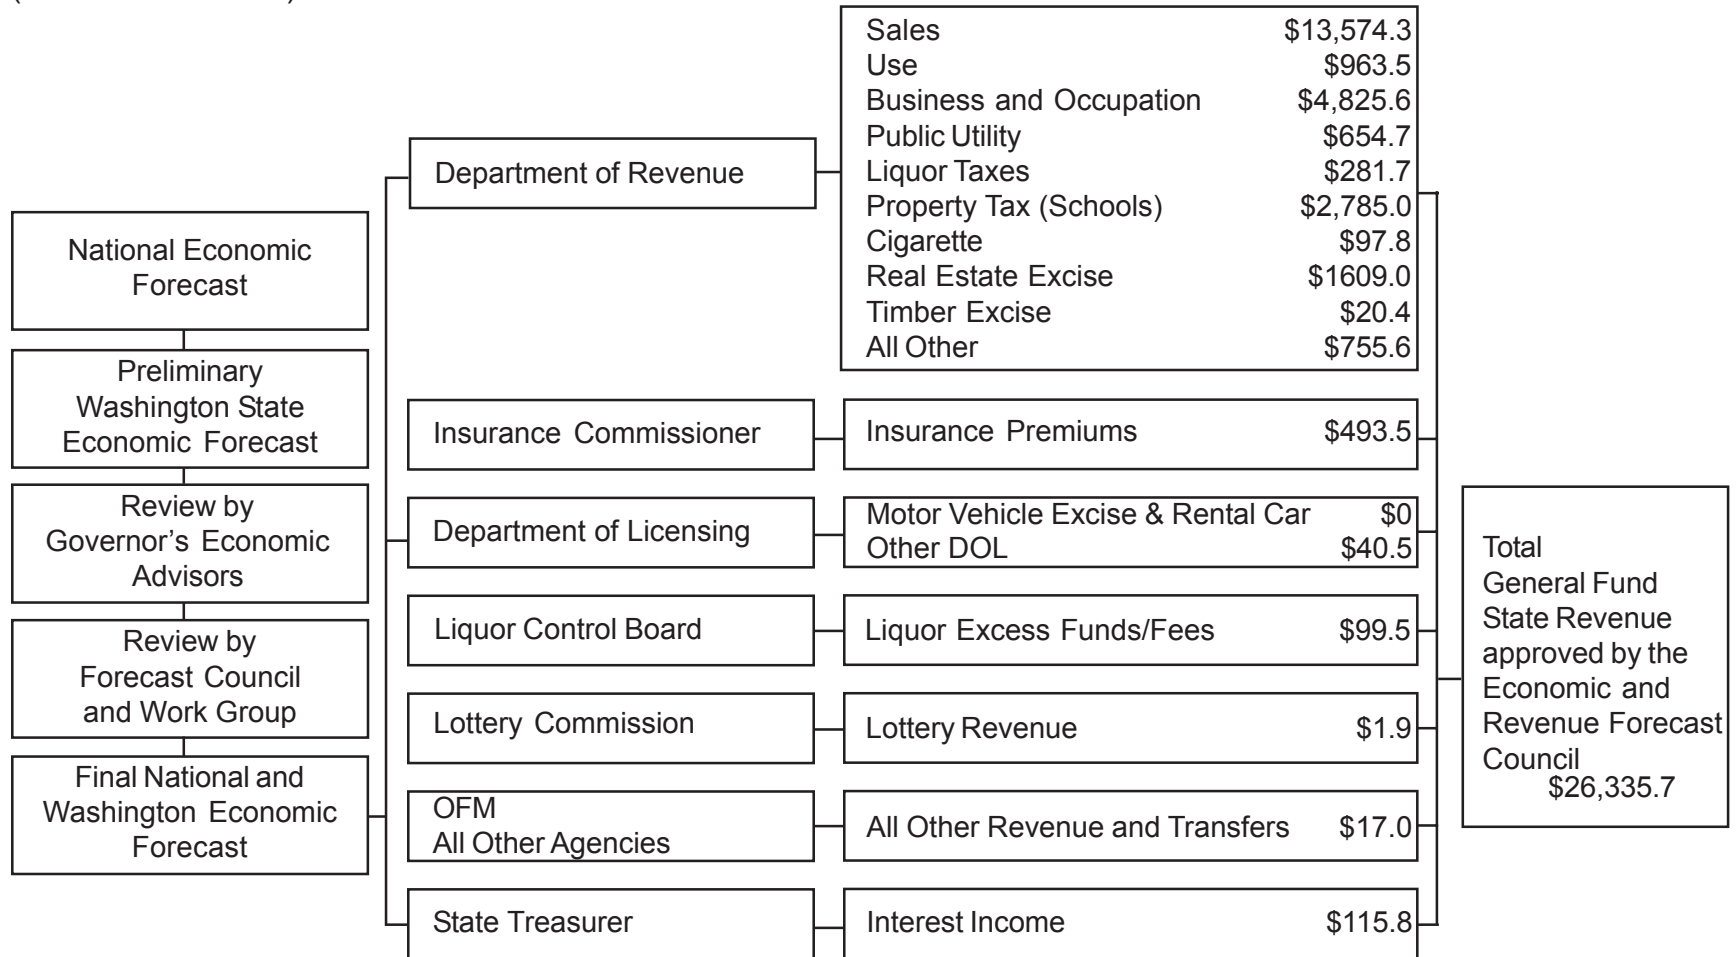 National Economic
Forecast
Preliminary
Washington State
Economic Forecast
Review by
Governor's Economic
Advisors
Review by
Forecast Council
and Work Group
Final National and
Washington Economic
Forecast
Department of Revenue
Sales $13,574.3
Use $963.5
Business and Occupation $4,825.6
Public Utility $654.7
Liquor Taxes $281.7
Property Tax (Schools) $2,785.0
Cigarette $97.8
Real Estate Excise $1609.0
Timber Excise $20.4
All Other $755.6
Insurance Commissioner
Insurance Premiums $493.5
Department of Licensing
Motor Vehicle Excise & Rental Car $0
Other DOL $40.5
Liquor Control Board
Liquor Excess Funds/Fees $99.5
Lottery Commission
Lottery Revenue $1.9
OFM
All Other Agencies
All Other Revenue and Transfers $17.0
State Treasurer
Interest Income $115.8
Total
General Fund
State Revenue
approved by the
Economic and
Revenue Forecast
Council
$26,335.7